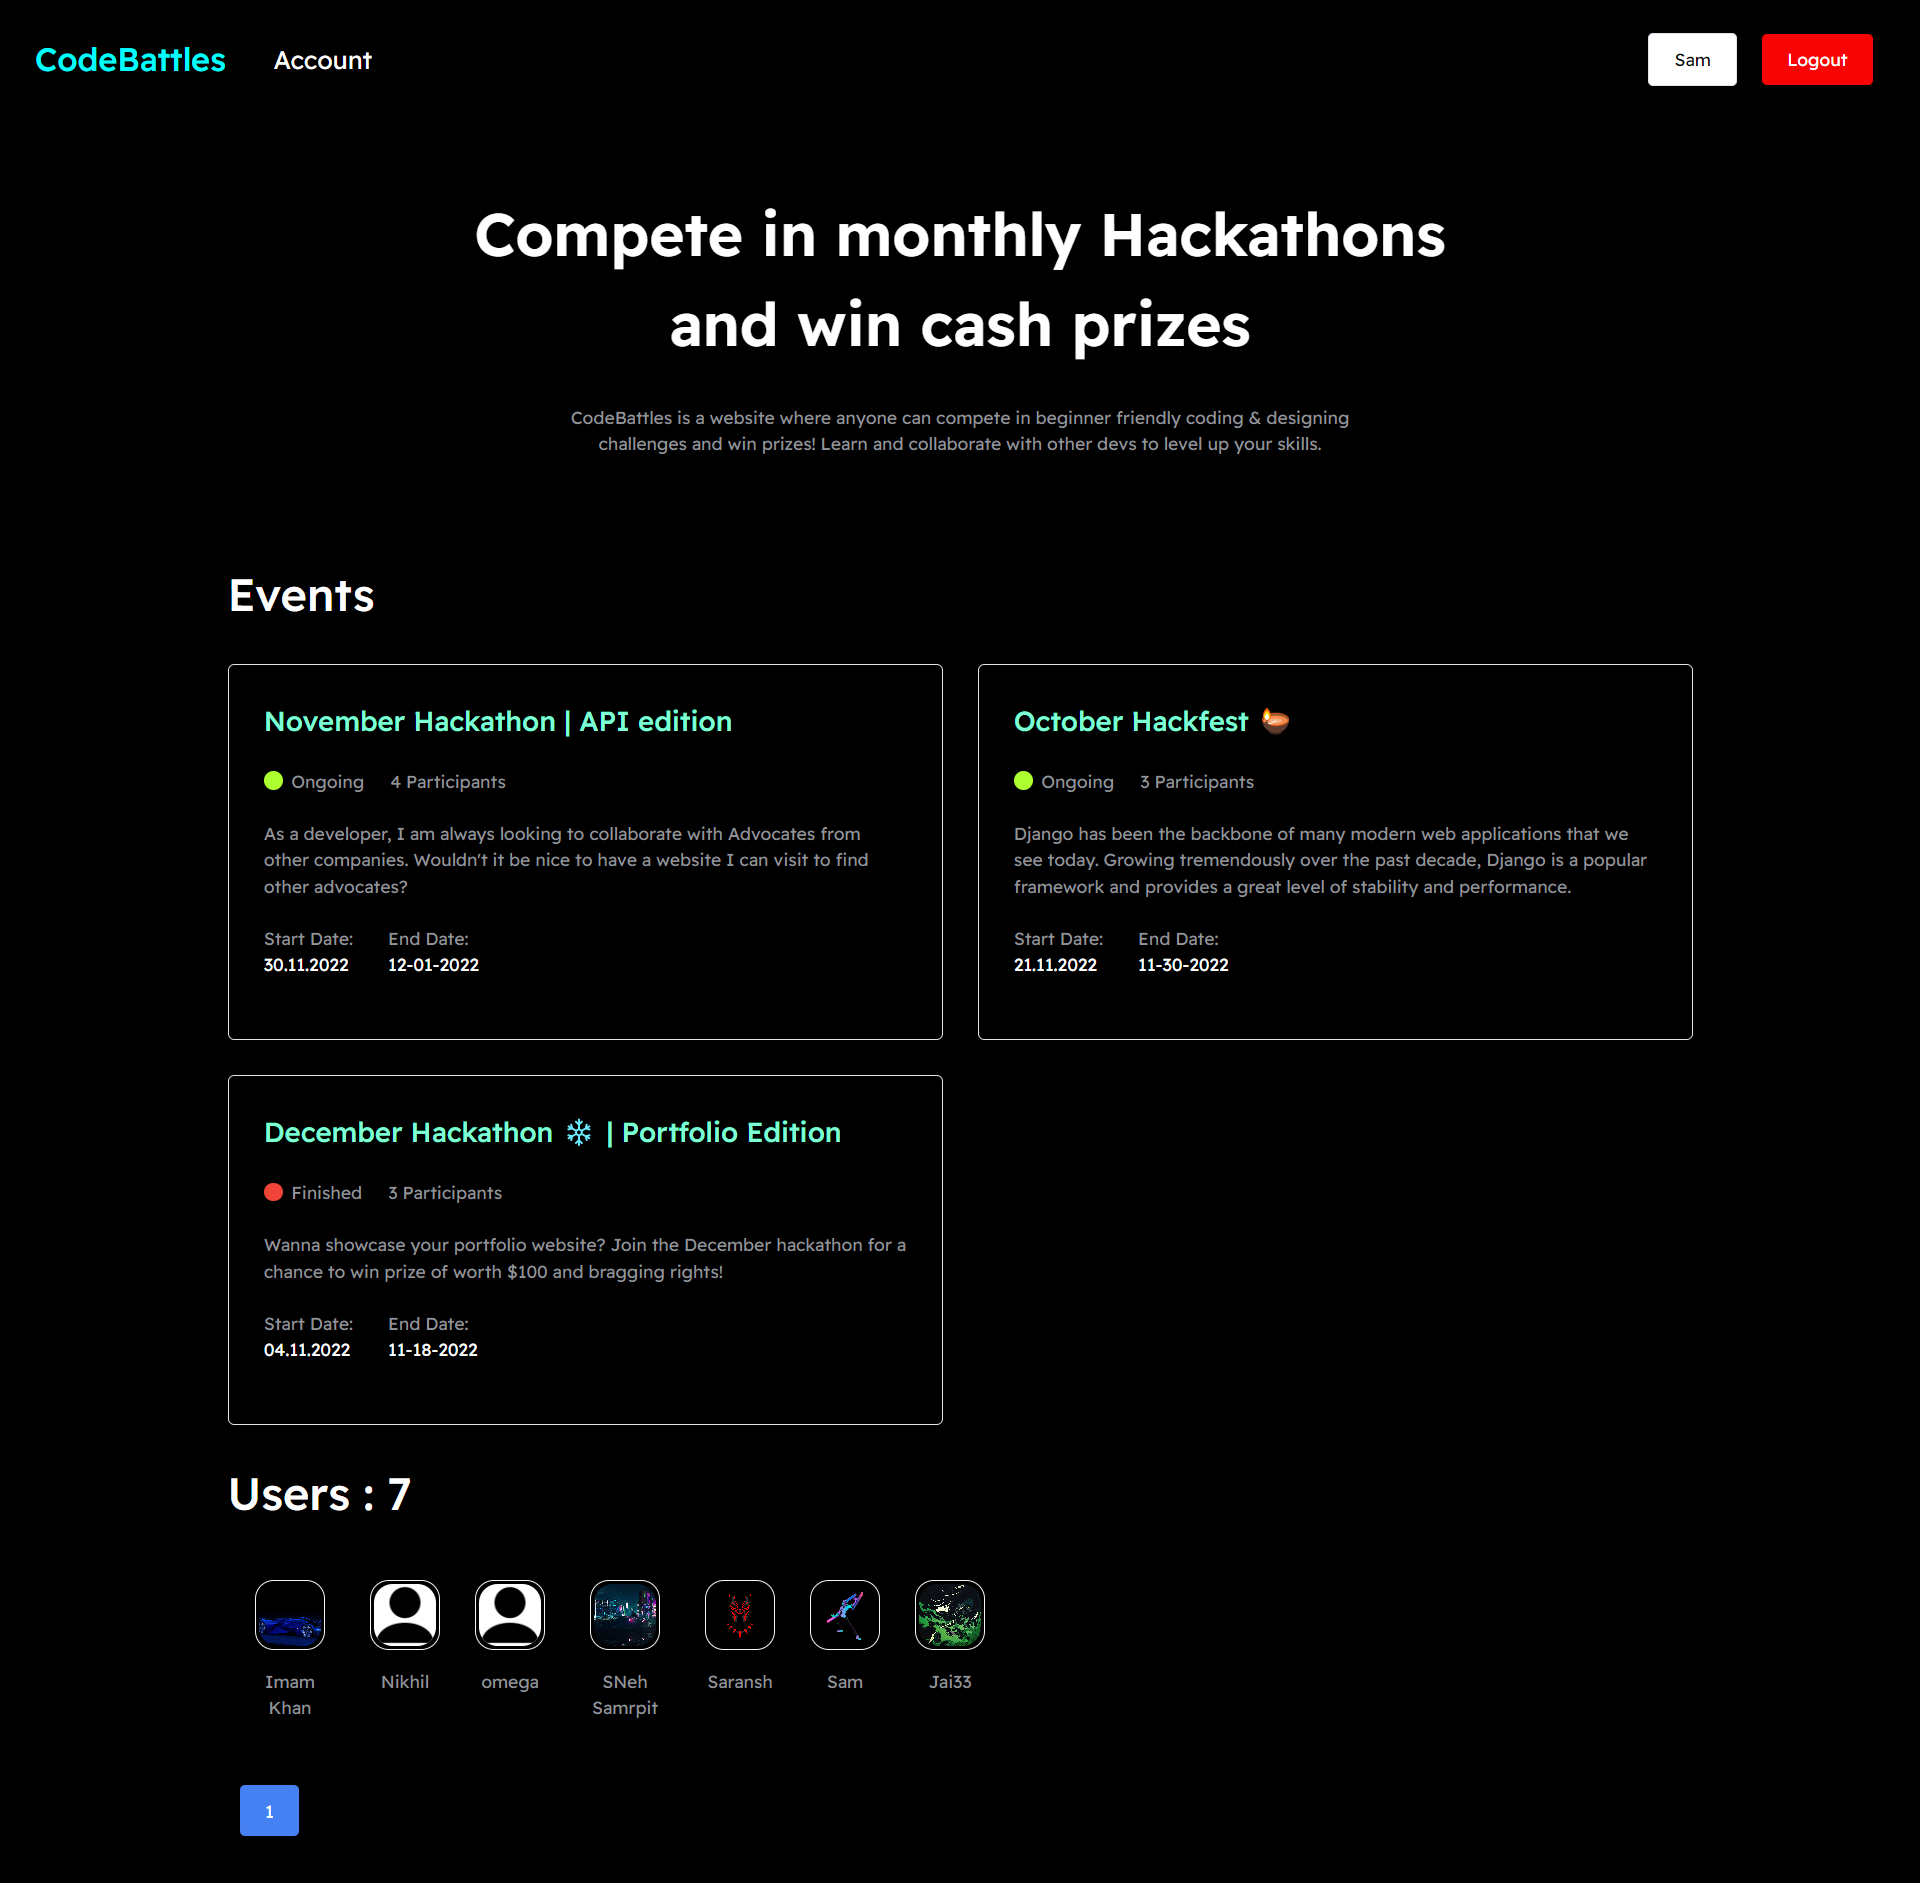 CodeBattles
Account
Sam
Logout
Compete in monthly Hackathons
and win cash prizes
CodeBattles is a website where anyone can compete in beginner friendly coding & designing
challenges and win prizes! Learn and collaborate with other devs to level up your skills.
Events
November Hackathon | API edition
Ongoing 4 Participants
As a developer, I am always looking to collaborate with Advocates from
other companies. Wouldn't it be nice to have a website I can visit to find
other advocates?
Start Date: End Date:
30.11.2022 12-01-2022
October Hackfest 🪔
Ongoing 3 Participants
Django has been the backbone of many modern web applications that we
see today. Growing tremendously over the past decade, Django is a popular
framework and provides a great level of stability and performance.
Start Date: End Date:
21.11.2022 11-30-2022
December Hackathon ❄️ | Portfolio Edition
Finished 3 Participants
Wanna showcase your portfolio website? Join the December hackathon for a
chance to win prize of worth $100 and bragging rights!
Start Date: End Date:
04.11.2022 11-18-2022
Users : 7
Imam
Khan
Nikhil
omega
SNeh
Samrpit
Saransh
Sam
Jai33
1